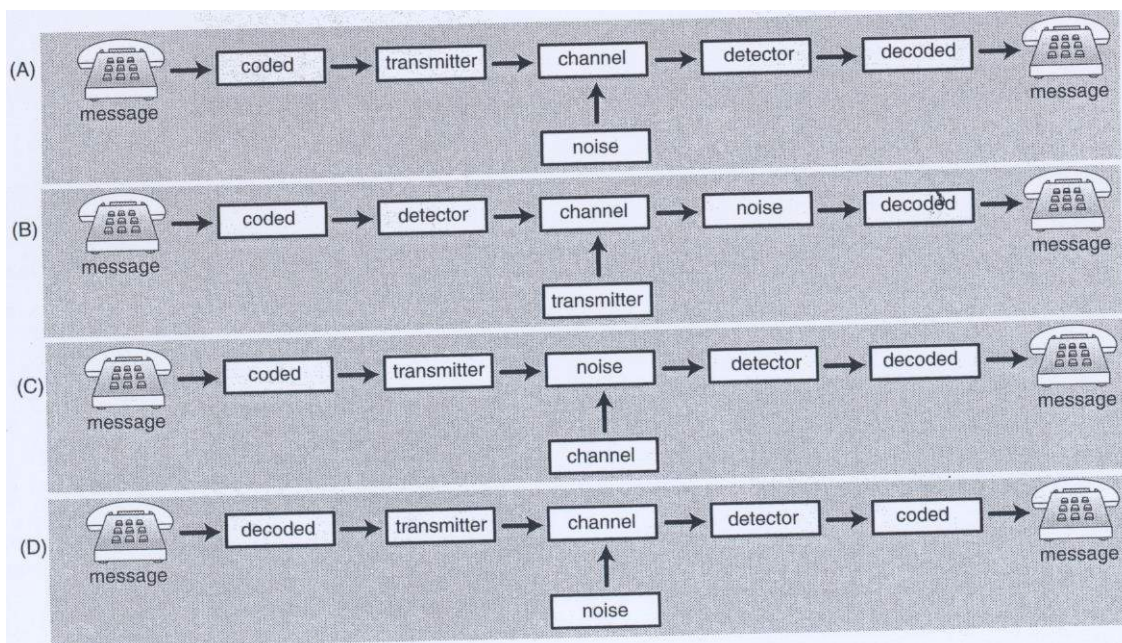 (A) coded transmitter channel detector decoded
message message
noise
(B) coded detector channel noise decoded
message message
transmitter
(C) coded transmitter noise detector decoded
message message
channel
(D) decoded transmitter channel detector coded
message message
noise